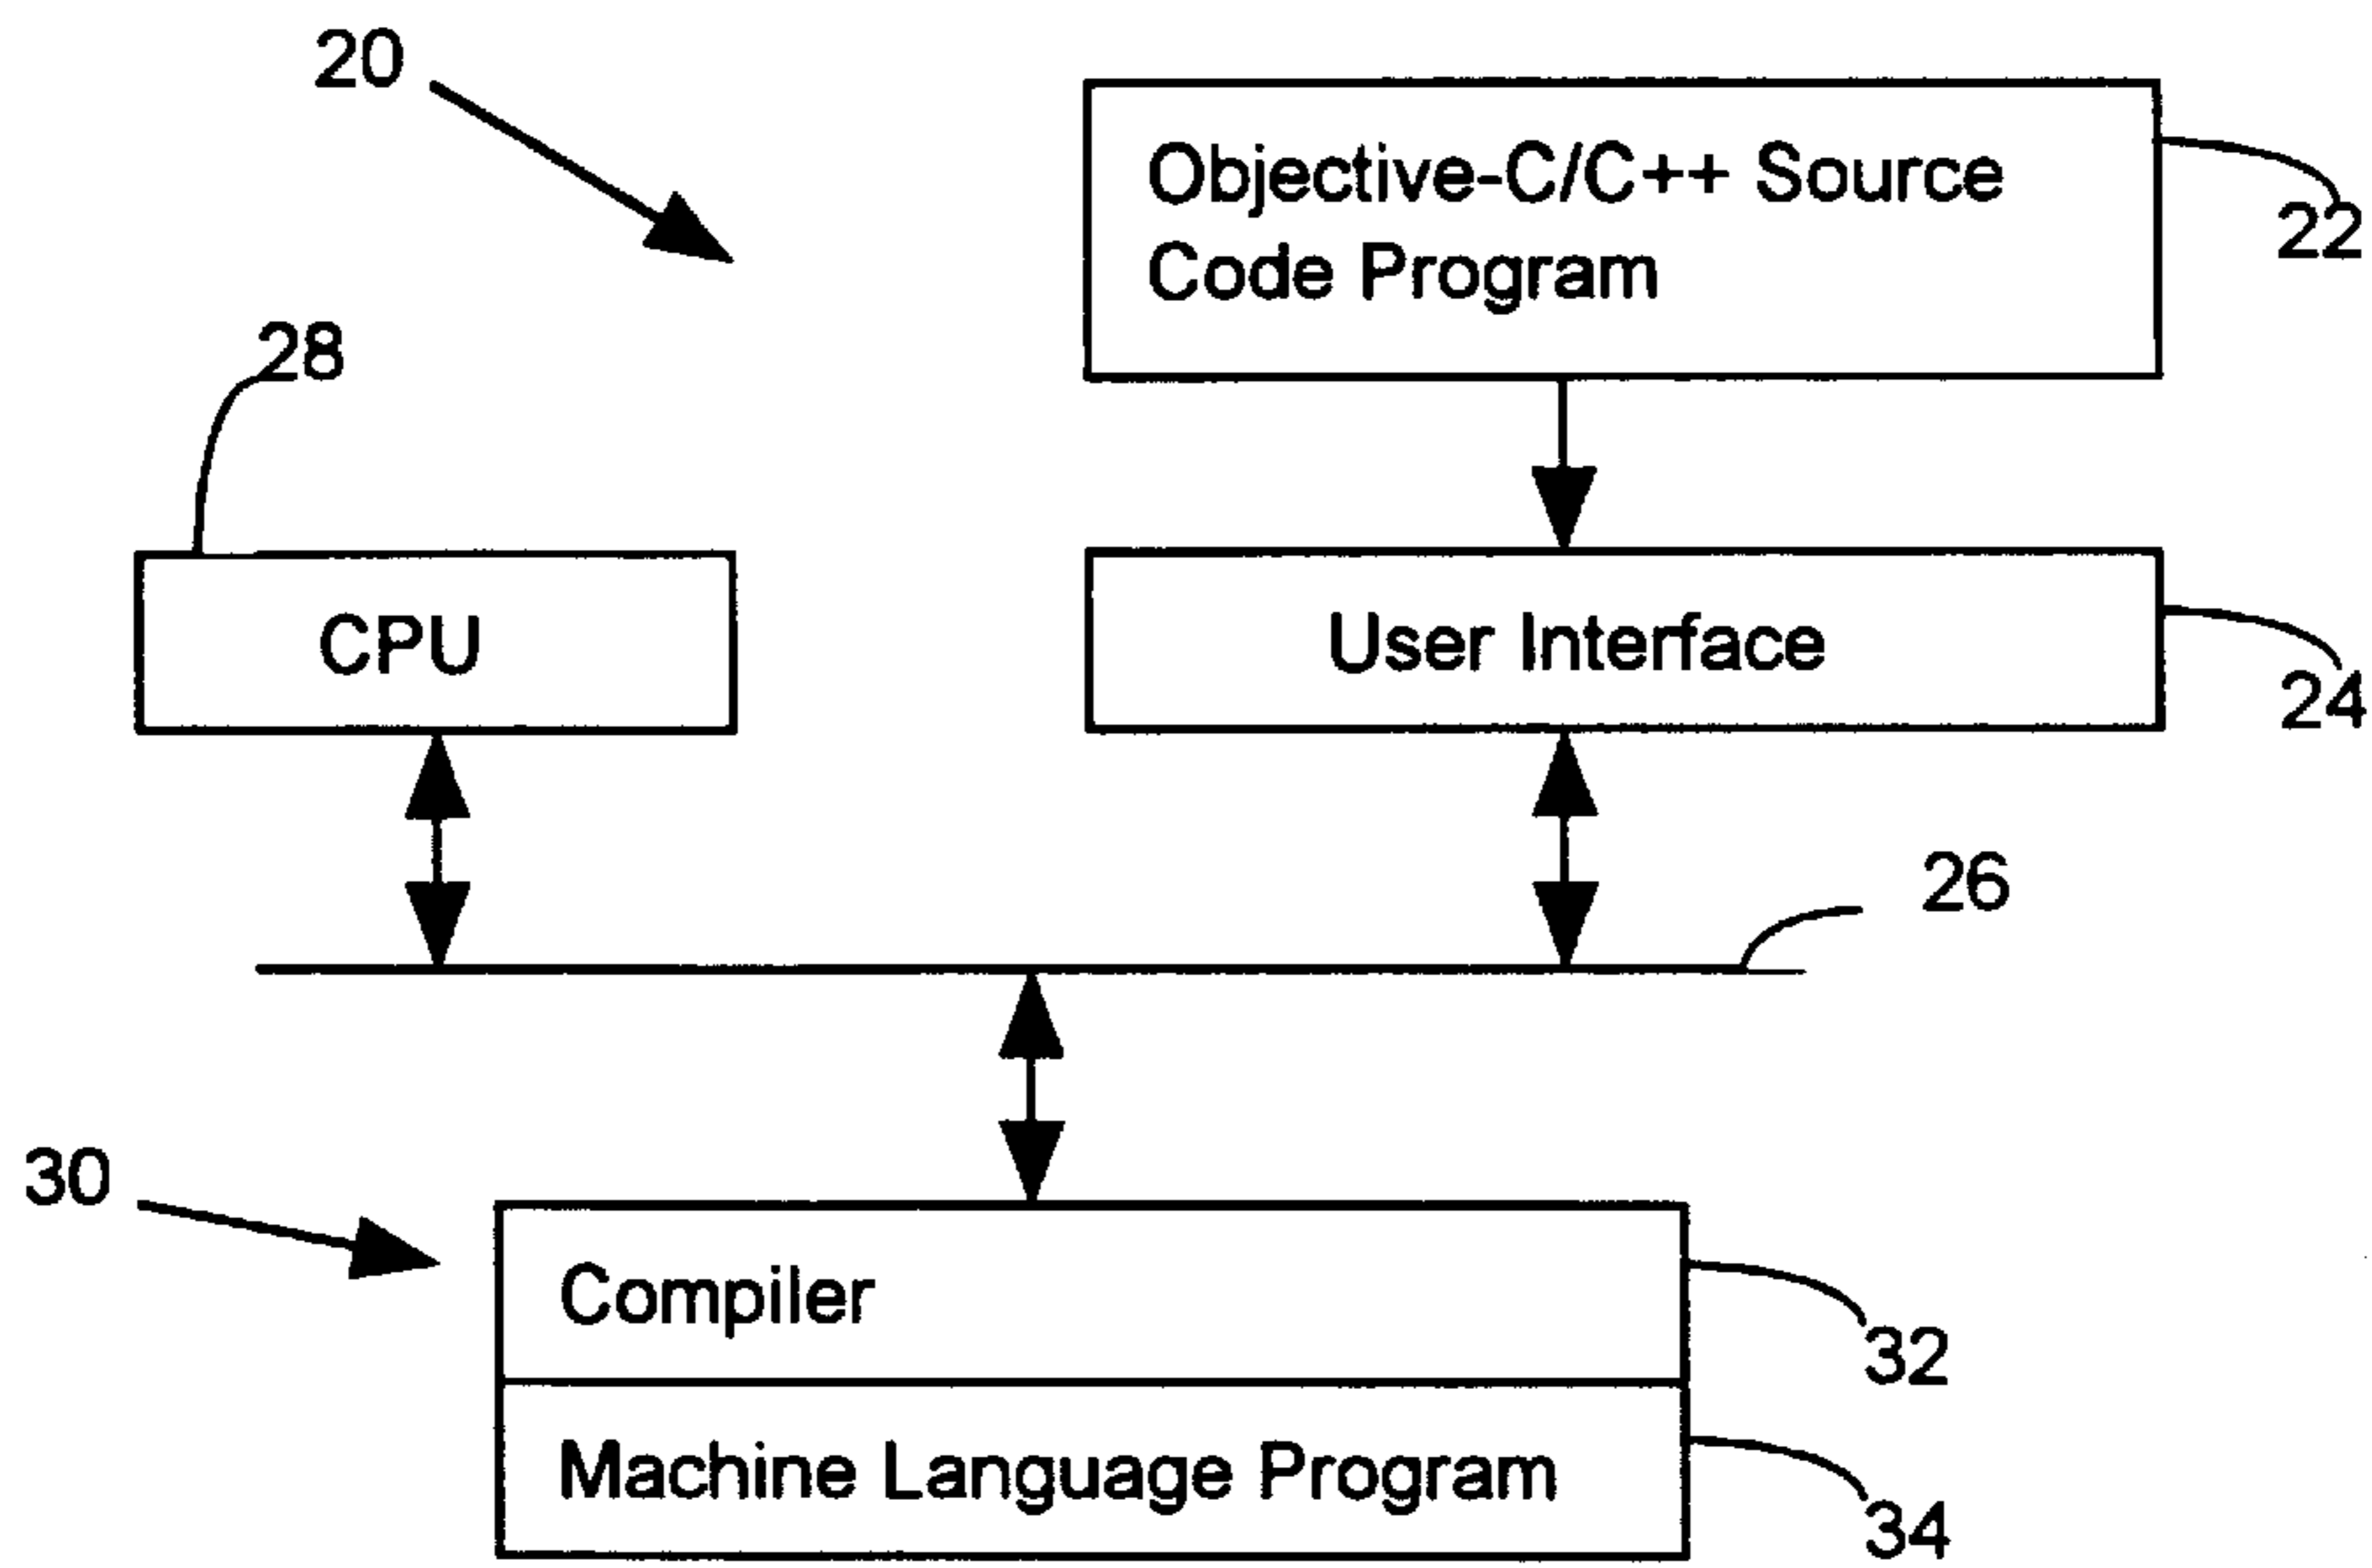 20
Objective-C/C++ Source
Code Program
22
28
CPU
User Interface
24
26
30
Compiler
32
Machine Language Program
34